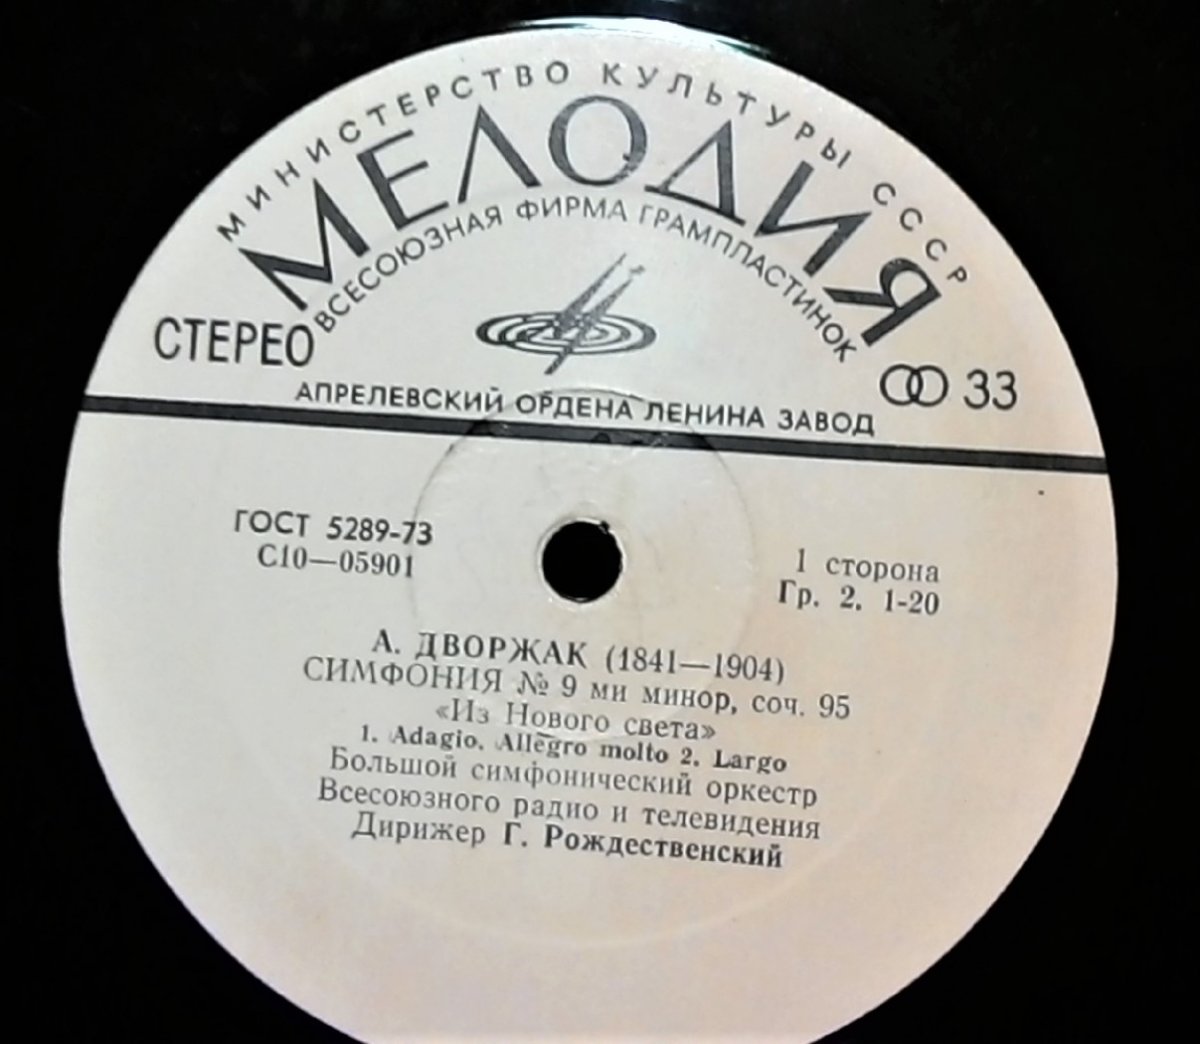 МИНИСТЕРСТВО КУЛЬТУРЫ СССР
МЕЛОДИЯ
ВСЕСОЮЗНАЯ ФИРМА ГРАМПЛАСТИНОК
СТЕРЕО
33
АПРЕЛЕВСКИЙ ОРДЕНА ЛЕНИНА ЗАВОД
ГОСТ 5289-73
С10—05901
1 сторона
Гр. 2. 1-20
А. ДВОРЖАК (1841—1904)
СИМФОНИЯ № 9 ми минор, соч. 95
«Из Нового света»
1. Adagio. Allegro molto 2. Largo
Большой симфонический оркестр
Всесоюзного радио и телевидения
Дирижер Г. Рождественский